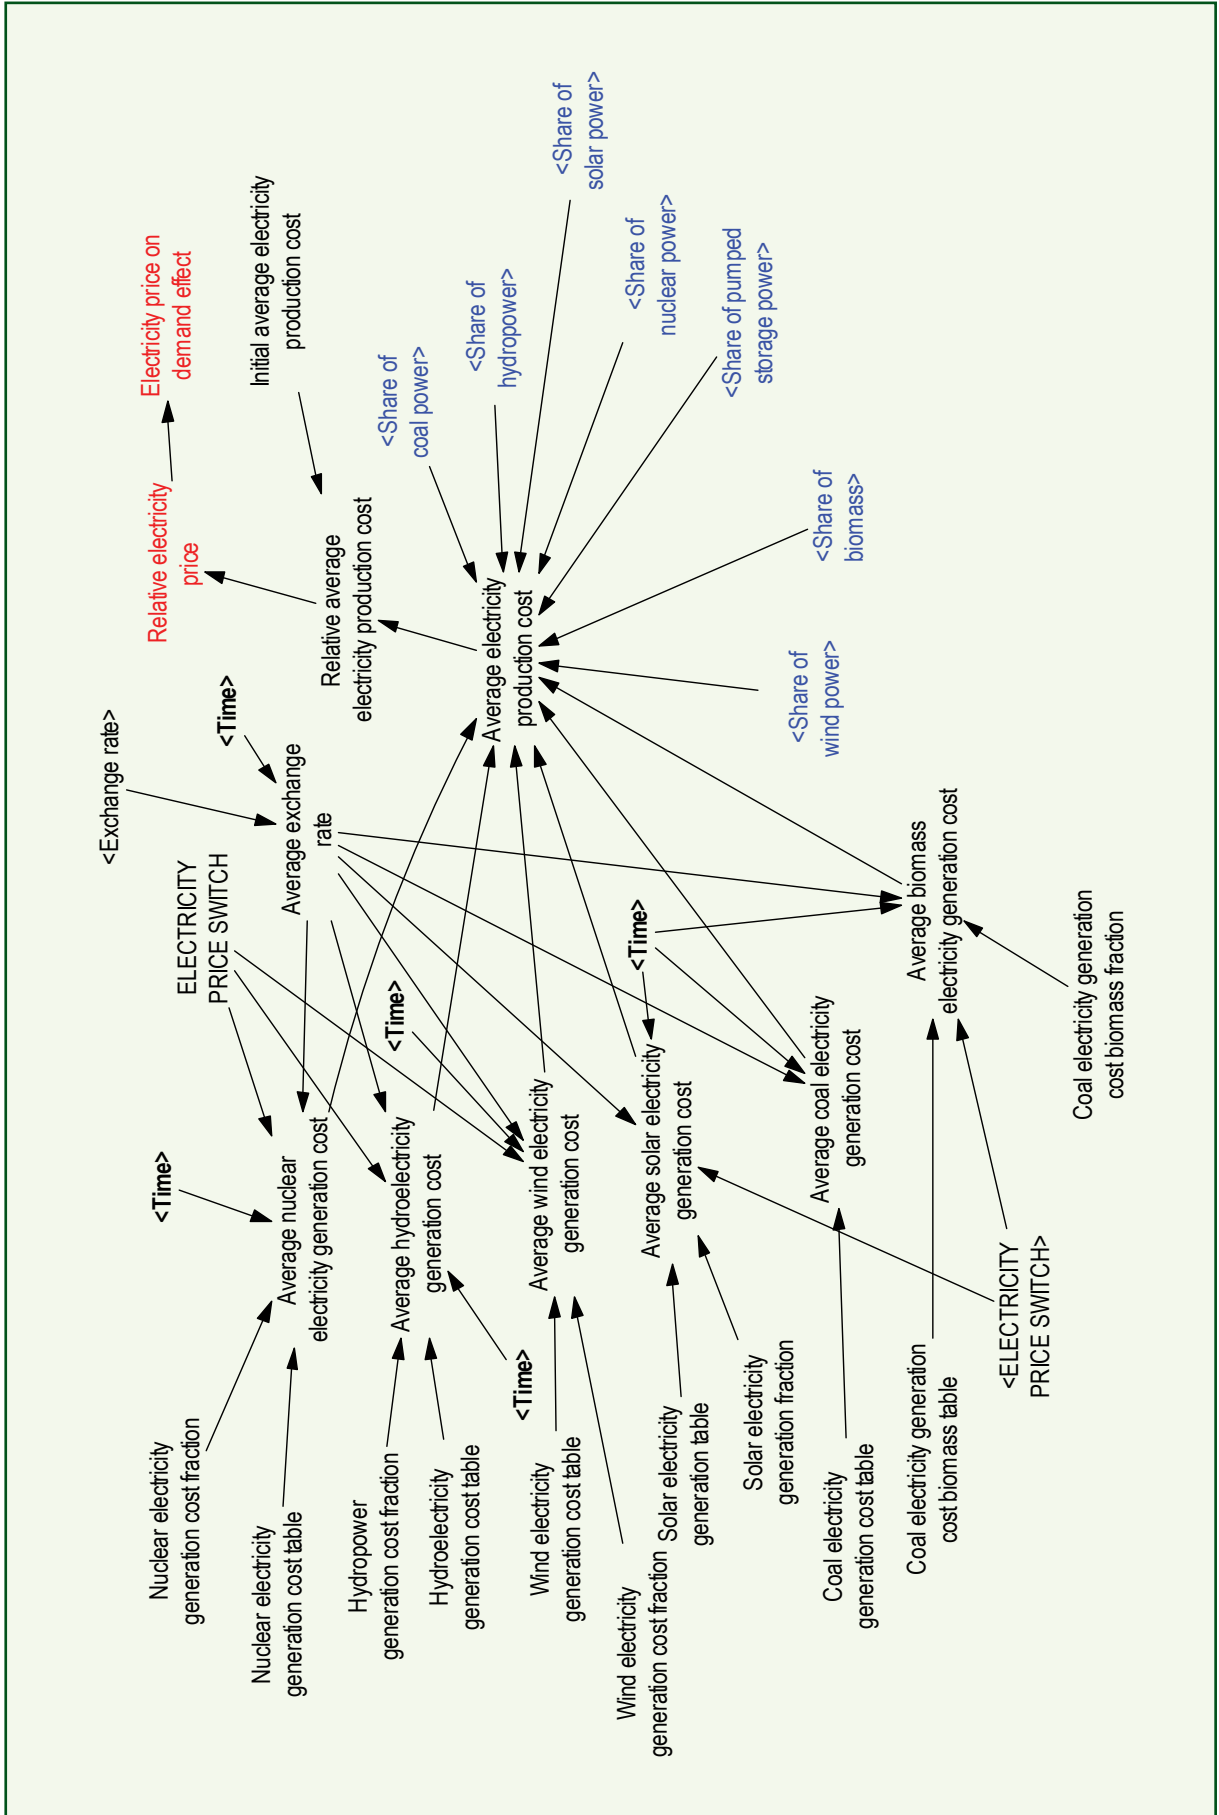 Nuclear electricity
generation cost fraction
Nuclear electricity
generation cost table
Hydropower
generation cost fraction
Hydroelectricity
generation cost table
Wind electricity
generation cost table
Wind electricity
generation cost fraction
Solar electricity
generation table
Solar electricity
generation fraction
Coal electricity
generation cost table
Coal electricity generation
cost biomass table
<ELECTRICITY
PRICE SWITCH>
Coal electricity generation
cost biomass fraction
<Time>
Average nuclear
electricity generation cost
Average hydroelectricity
generation cost
<Time>
Average wind electricity
generation cost
Average solar electricity
generation cost
Average coal electricity
generation cost
Average biomass
electricity generation cost
ELECTRICITY
PRICE SWITCH
<Time>
<Time>
<Exchange rate>
<Time>
Average exchange
rate
Relative electricity
price
Electricity price on
demand effect
Relative average
electricity production cost
Initial average electricity
production cost
Average electricity
production cost
<Share of
coal power>
<Share of
hydropower>
<Share of
solar power>
<Share of
nuclear power>
<Share of pumped
storage power>
<Share of
biomass>
<Share of
wind power>